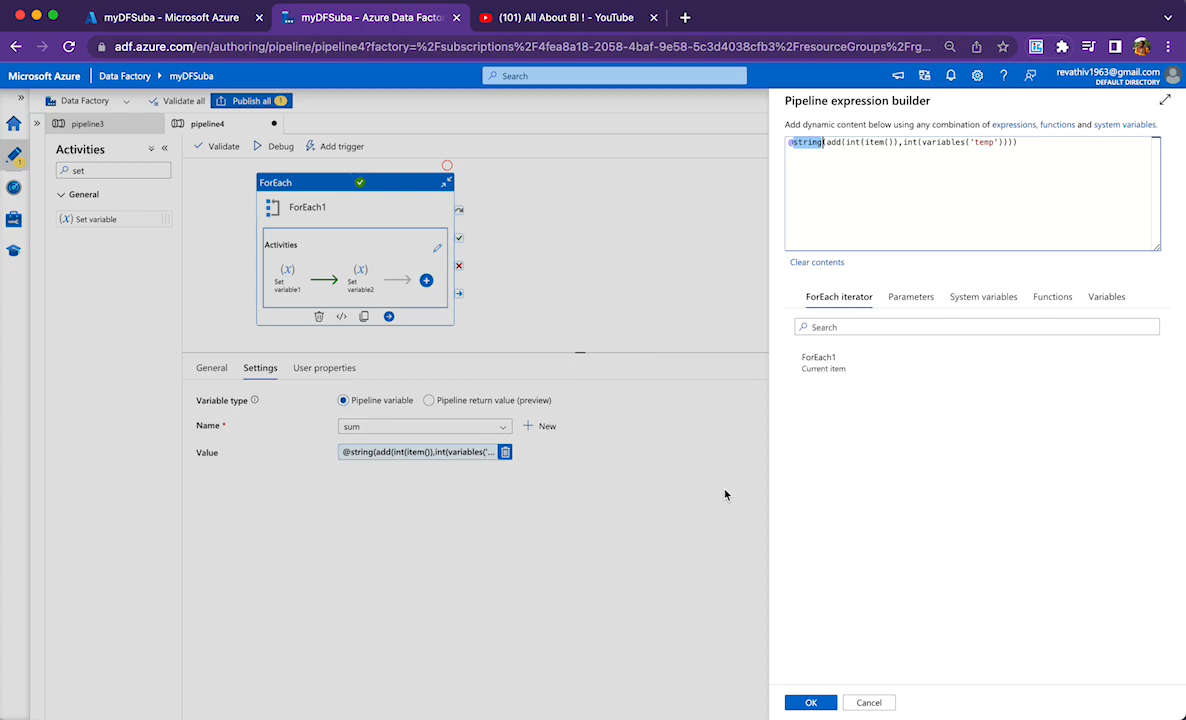 myDFSuba - Microsoft Azure
myDFSuba - Azure Data Facto
(101) All About BI ! - YouTube
adf.azure.com/en/authoring/pipeline/pipeline4?factory=%2Fsubscriptions%2F4fea8a18-2058-4baf-9e58-5c3d4038cfb3%2FresourceGroups%2Frg...
Microsoft Azure
Data Factory
myDFSuba
Search
revathiv1963@gmail.com
DEFAULT DIRECTORY
Data Factory
Validate all
Publish all 1
pipeline3
pipeline4
Activities
set
General
(x) Set variable
Validate
Debug
Add trigger
ForEach
ForEach1
Activities
(x) (x)
Set variable1
Set variable2
General
Settings
User properties
Variable type
Pipeline variable
Pipeline return value (preview)
Name *
sum
New
Value
@string(add(int(item()),int(variables('...
Pipeline expression builder
Add dynamic content below using any combination of expressions, functions and system variables.
@string(add(int(item()),int(variables('temp'))))
Clear contents
ForEach iterator
Parameters
System variables
Functions
Variables
Search
ForEach1
Current item
OK
Cancel